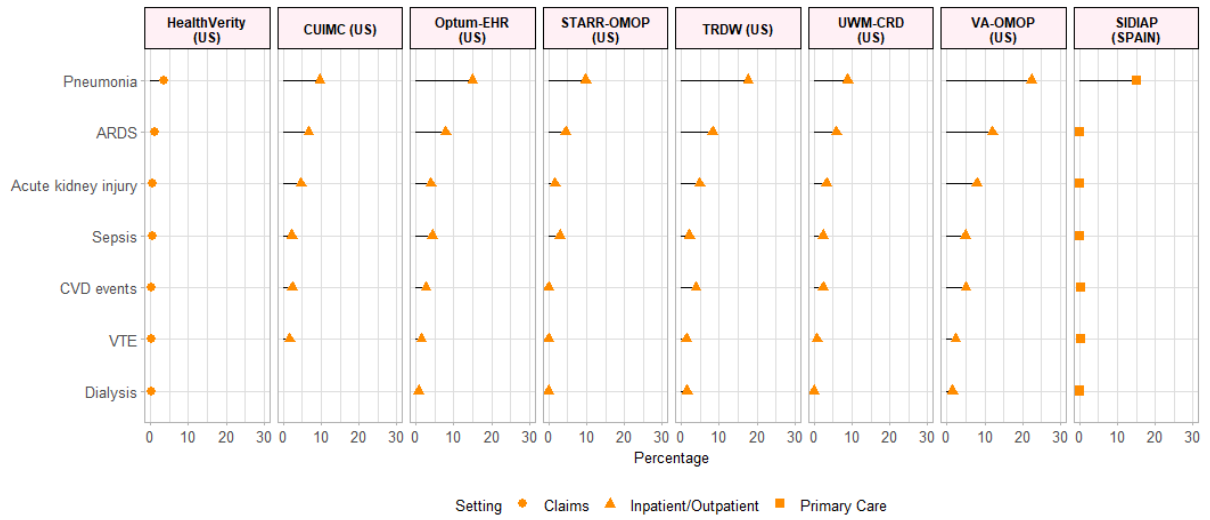 HealthVerity
(US)
CUIMC (US)
Optum-EHR
(US)
STARR-OMOP
(US)
TRDW (US)
UWM-CRD
(US)
VA-OMOP
(US)
SIDIAP
(SPAIN)
Pneumonia
ARDS
Acute kidney injury
Sepsis
CVD events
VTE
Dialysis
0 10 20 30 0 10 20 30 0 10 20 30 0 10 20 30 0 10 20 30 0 10 20 30 0 10 20 30 0 10 20 30
Percentage
Setting Claims Inpatient/Outpatient Primary Care